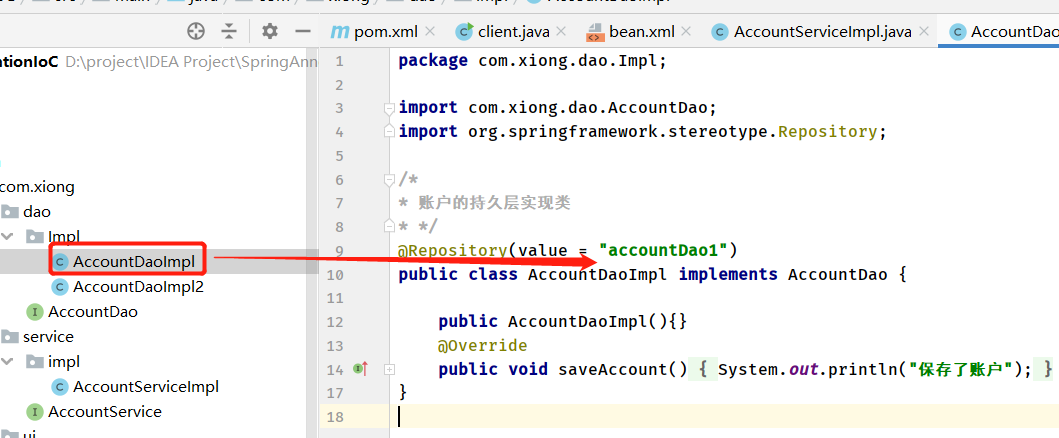 pom.xml
client.java
bean.xml
AccountServiceImpl.java
AccountDao
ationIoC D:\project\IDEA Project\SpringAnn
com.xiong
dao
Impl
AccountDaoImpl
AccountDaoImpl2
AccountDao
service
impl
AccountServiceImpl
AccountService
1 package com.xiong.dao.Impl;
2
3 import com.xiong.dao.AccountDao;
4 import org.springframework.stereotype.Repository;
5
6 /*
7 * 账户的持久层实现类
8 * */
9 @Repository(value = "accountDao1")
10 public class AccountDaoImpl implements AccountDao {
11
12 public AccountDaoImpl(){}
13 @Override
14 public void saveAccount() { System.out.println("保存了账户"); }
17 }
18